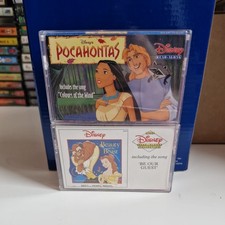 Disney's
POCAHONTAS
Disney
Includes the song
"Colours of the Wind"
Disney
Beauty
AND THE
Beast
Disney
including the song
'BE OUR
GUEST'